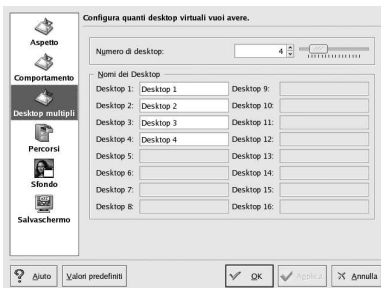 Configura quanti desktop virtuali vuoi avere.
Aspetto
Comportamento
Desktop multipli
Percorsi
Sfondo
Salvaschermo
Numero di desktop: 4
Nomi dei Desktop
Desktop 1: Desktop 1 Desktop 9:
Desktop 2: Desktop 2 Desktop 10:
Desktop 3: Desktop 3 Desktop 11:
Desktop 4: Desktop 4 Desktop 12:
Desktop 5: Desktop 13:
Desktop 6: Desktop 14:
Desktop 7: Desktop 15:
Desktop 8: Desktop 16:
Aiuto Valori predefiniti OK Applica Annulla